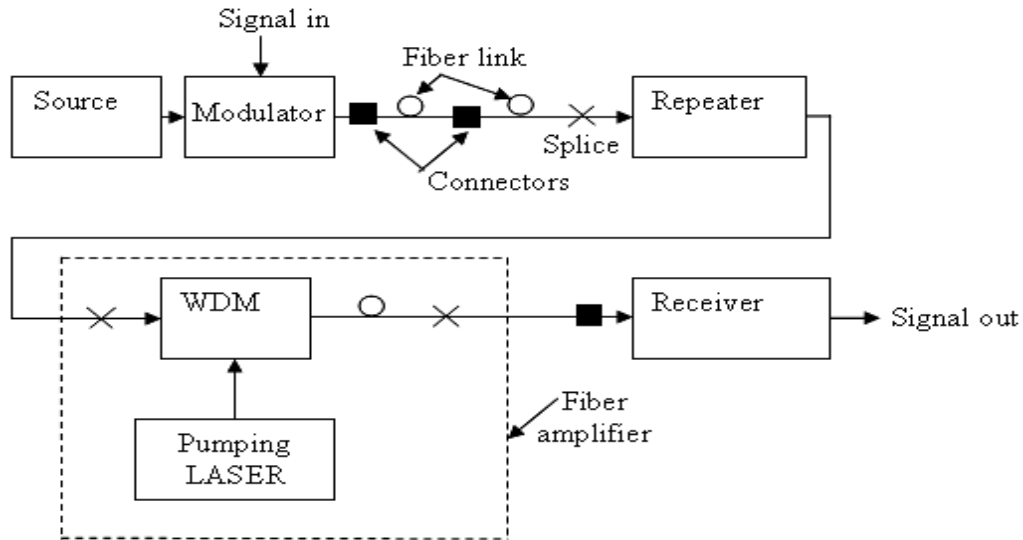 Signal in
Source
Modulator
Fiber link
Repeater
Splice
Connectors
WDM
Receiver
Signal out
Pumping
LASER
Fiber
amplifier